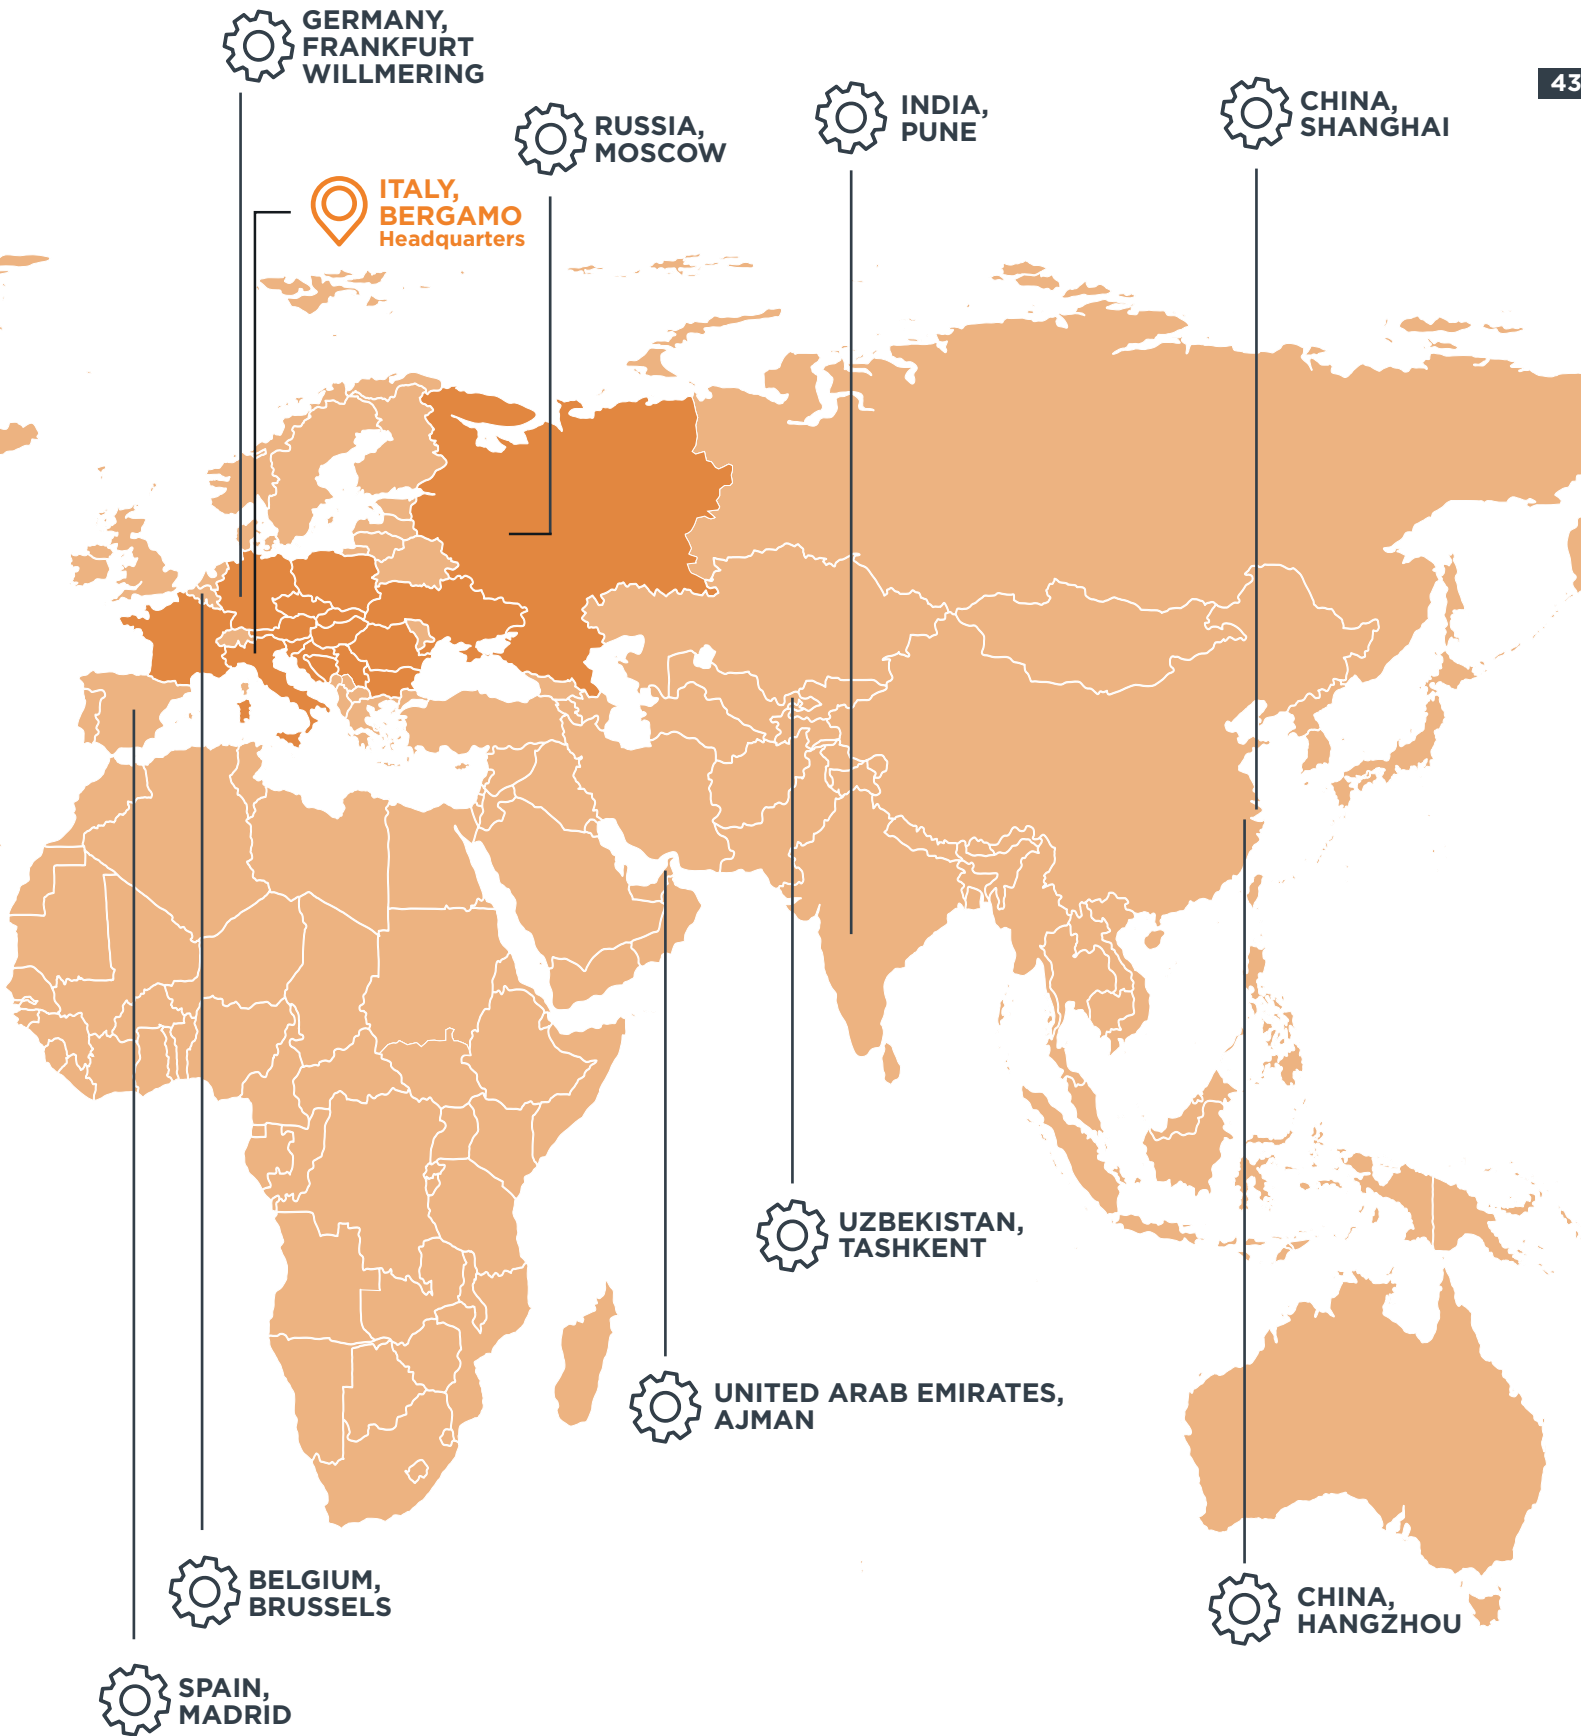 GERMANY,
FRANKFURT
WILLMERING
43
RUSSIA,
MOSCOW
INDIA,
PUNE
CHINA,
SHANGHAI
ITALY,
BERGAMO
Headquarters
UZBEKISTAN,
TASHKENT
UNITED ARAB EMIRATES,
AJMAN
BELGIUM,
BRUSSELS
CHINA,
HANGZHOU
SPAIN,
MADRID